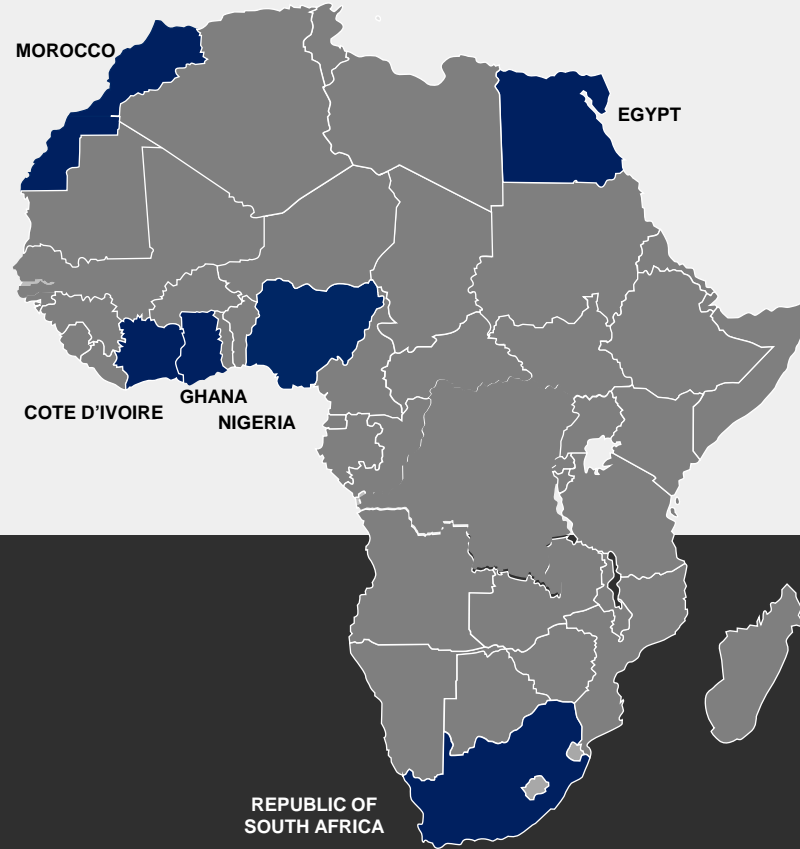 MOROCCO
EGYPT
GHANA
COTE D’IVOIRE
NIGERIA
REPUBLIC OF
SOUTH AFRICA